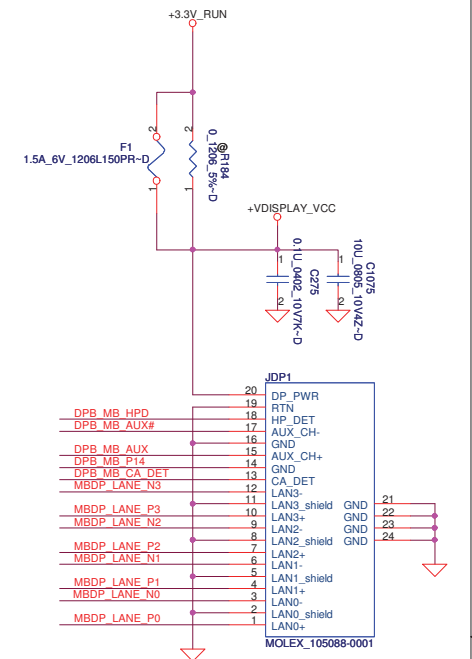 +3.3V_RUN
2
2
F1
1.5A_6V_1206L150PR~D
@R184
0_1206_5%~D
1
1
+VDISPLAY_VCC
1
1
C275
0.1U_0402_10V7K~D
C1075
10U_0805_10V4Z~D
2
2
JDP1
20 DP_PWR
19 RTN
DPB_MB_HPD 18 HP_DET
DPB_MB_AUX# 17 AUX_CH-
16 GND
DPB_MB_AUX 15 AUX_CH+
DPB_MB_P14 14 GND
DPB_MB_CA_DET 13 CA_DET
MBDP_LANE_N3 12 LAN3-
11 LAN3_shield GND 21
MBDP_LANE_P3 10 LAN3+ GND 22
MBDP_LANE_N2 9 LAN2- GND 23
8 LAN2_shield GND 24
MBDP_LANE_P2 7 LAN2+
MBDP_LANE_N1 6 LAN1-
5 LAN1_shield
MBDP_LANE_P1 4 LAN1+
MBDP_LANE_N0 3 LAN0-
2 LAN0_shield
MBDP_LANE_P0 1 LAN0+
MOLEX_105088-0001